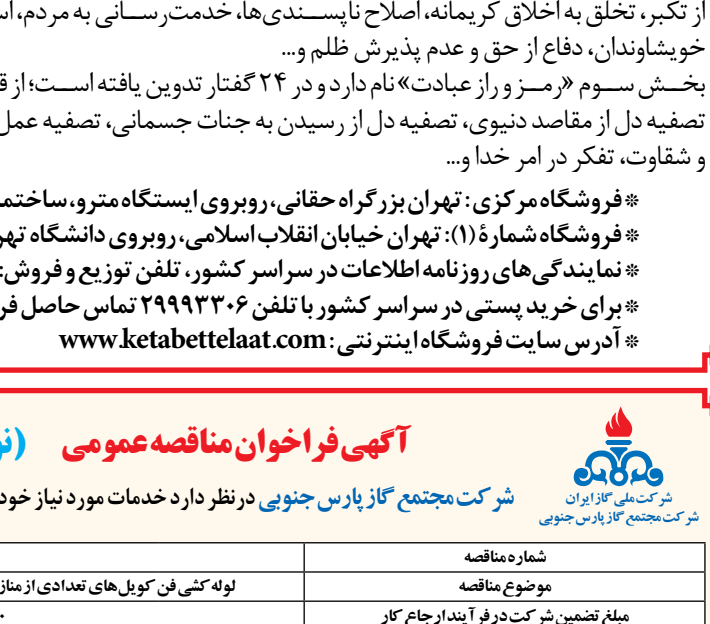 از تکبر، تخلق به اخلاق کریمانه، اصلاح ناپسندی‌ها، خدمت‌رسانی به مردم،
خویشاوندان، دفاع از حق و عدم پذیرش ظلم و...
بخش سوم «رمز و راز عبادت» نام دارد و در ۲۴ گفتار تدوین یافته است؛ از
تصفیه دل از مقاصد دنیوی، تصفیه دل از رسیدن به جنات جسمانی، تصفیه عمل
و شقاوت، تفکر در امر خدا و...
* فروشگاه مرکزی: تهران بزرگراه حقانی، روبروی ایستگاه مترو،
* فروشگاه شمارهٔ (۱): تهران خیابان انقلاب اسلامی، روبروی دانشگاه
* نمایندگی‌های روزنامه اطلاعات در سراسر کشور، تلفن توزیع و فروش:
* برای خرید پستی در سراسر کشور با تلفن ۲۹۹۹۳۳۰۶ تماس حاصل
* آدرس سایت فروشگاه اینترنتی: www.ketabettelaat.com
آگهی فراخوان مناقصه عمومی
شرکت ملی گاز ایران
شرکت مجتمع گاز پارس جنوبی
شرکت مجتمع گاز پارس جنوبی در نظر دارد خدمات مورد نیاز خود
شماره مناقصه
موضوع مناقصه لوله کشی فن کویل‌های تعدادی از
مبلغ تضمین شرکت در فرآیند ارجاع کار